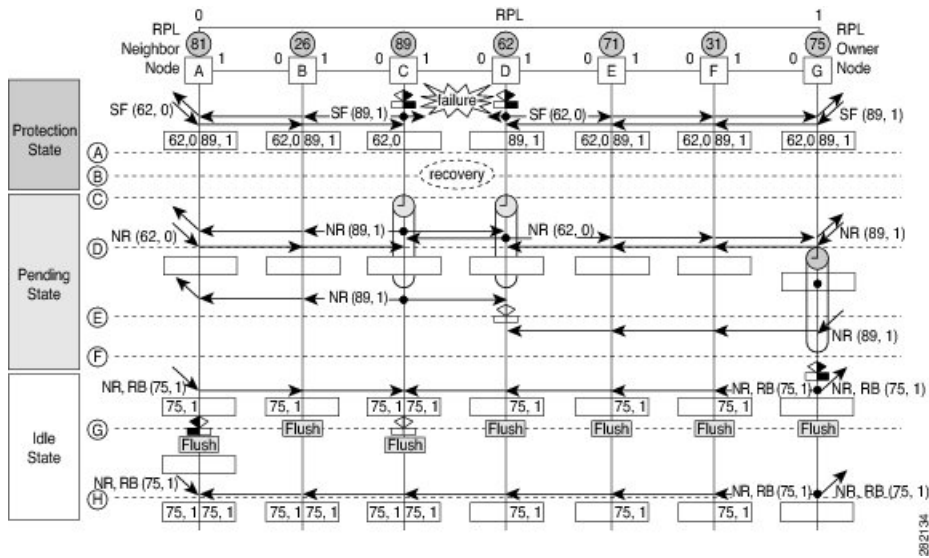 0 RPL 1
RPL Neighbor Node
81 26 89 62 71 31 75
RPL Owner Node
A 1 0 B 1 0 C 1 0 D 1 0 E 1 0 F 1 0 G
Protection State
SF (62, 0) SF (89, 1) failure SF (62, 0) SF (89, 1)
62,0 89, 1 62,0 89, 1 62,0 89, 1 62,0 89, 1 62,0 89, 1 62,0 89, 1
A
B recovery
C
Pending State
NR (62, 0) NR (89, 1) NR (62, 0) NR (89, 1)
D
NR (89, 1)
E
NR (89, 1)
F
Idle State
NR, RB (75, 1) NR, RB (75, 1) NR, RB (75, 1)
75, 1 75, 1 75, 1 75, 1 75, 1 75, 1 75, 1
G
Flush Flush Flush Flush Flush Flush Flush
NR, RB (75, 1) NR, RB (75, 1) NR, RB (75, 1)
H
75, 1 75, 1 75, 1 75, 1 75, 1 75, 1 75, 1 75, 1
282134